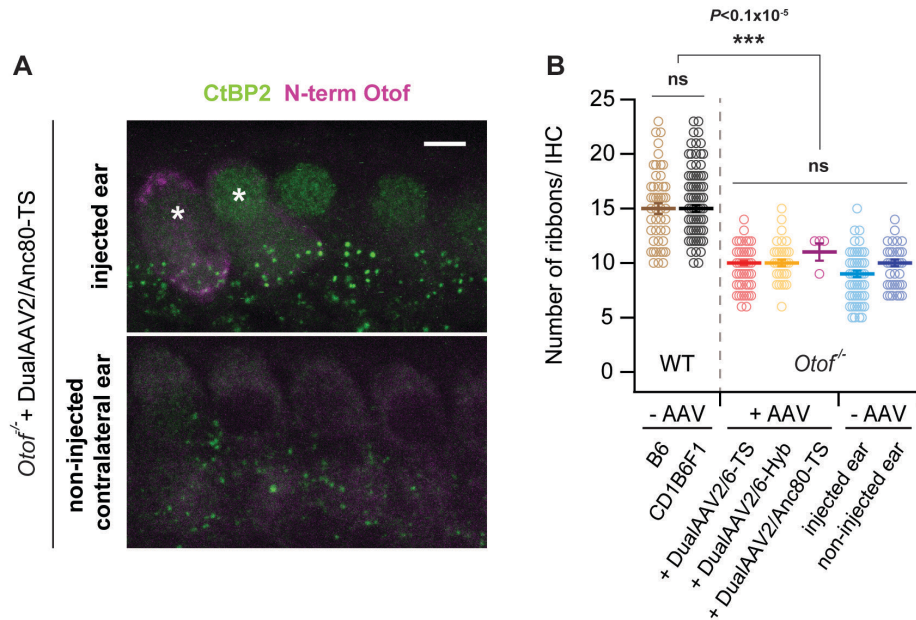 A
CtBP2 N-term Otof
Otof-/- + DualAAV2/Anc80-TS
injected ear
* *
non-injected
contralateral ear
B
P<0.1x10-5
***
ns
ns
Number of ribbons/ IHC
25
20
15
10
5
0
WT
Otof-/-
- AAV
+ AAV
- AAV
B6
CD1B6F1
+ DualAAV2/6-TS
+ DualAAV2/6-Hyb
+ DualAAV2/Anc80-TS
injected ear
non-injected ear